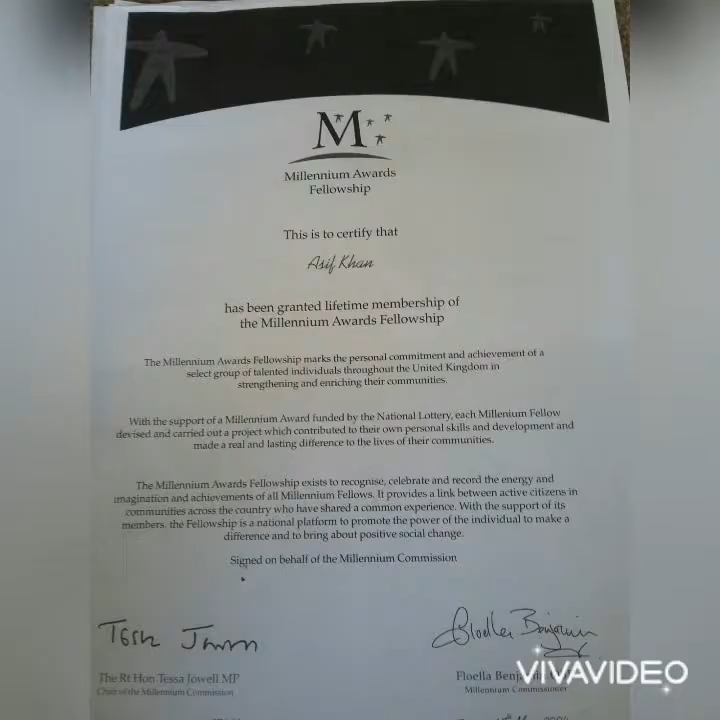 M
Millennium Awards
Fellowship
This is to certify that
Asif Khan
has been granted lifetime membership of
the Millennium Awards Fellowship
The Millennium Awards Fellowship marks the personal commitment and achievement of a
select group of talented individuals throughout the United Kingdom in
strengthening and enriching their communities.
With the support of a Millennium Award funded by the National Lottery, each Millenium Fellow
devised and carried out a project which contributed to their own personal skills and development and
made a real and lasting difference to the lives of their communities.
The Millennium Awards Fellowship exists to recognise, celebrate and record the energy and
imagination and achievements of all Millennium Fellows. It provides a link between active citizens in
communities across the country who have shared a common experience. With the support of its
members, the Fellowship is a national platform to promote the power of the individual to make a
difference and to bring about positive social change.
Signed on behalf of the Millennium Commission
Tessa Jowell
Floella Benjamin
The Rt Hon Tessa Jowell MP
Chair of the Millennium Commission
Floella Benjamin
Millennium Commissioner
VIVAVIDEO